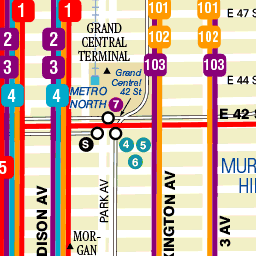 1
1
101
101
E 47 S
2
2
102
102
GRAND
CENTRAL
TERMINAL
3
3
103
103
Grand
Central
42 St
E 44 S
4
4
METRO
NORTH
7
E 42 S
S
4
5
6
5
MUR
HI
DISON AV
PARK AV
KINGTON AV
3 AV
MOR-
GAN